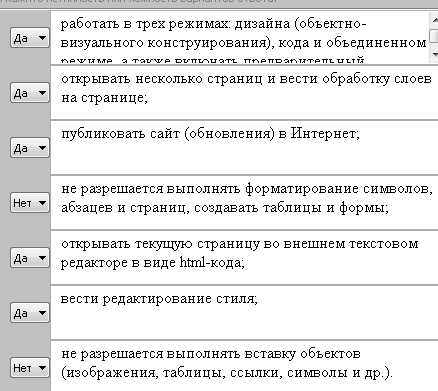 Да
работать в трех режимах: дизайна (объектно-
визуального конструирования), кода и объединенном
режиме, а также включать предварительный
Да
открывать несколько страниц и вести обработку слоев
на странице;
Да
публиковать сайт (обновления) в Интернет;
Нет
не разрешается выполнять форматирование символов,
абзацев и страниц, создавать таблицы и формы;
Да
открывать текущую страницу во внешнем текстовом
редакторе в виде html-кода;
Да
вести редактирование стиля;
Нет
не разрешается выполнять вставку объектов
(изображения, таблицы, ссылки, символы и др.).